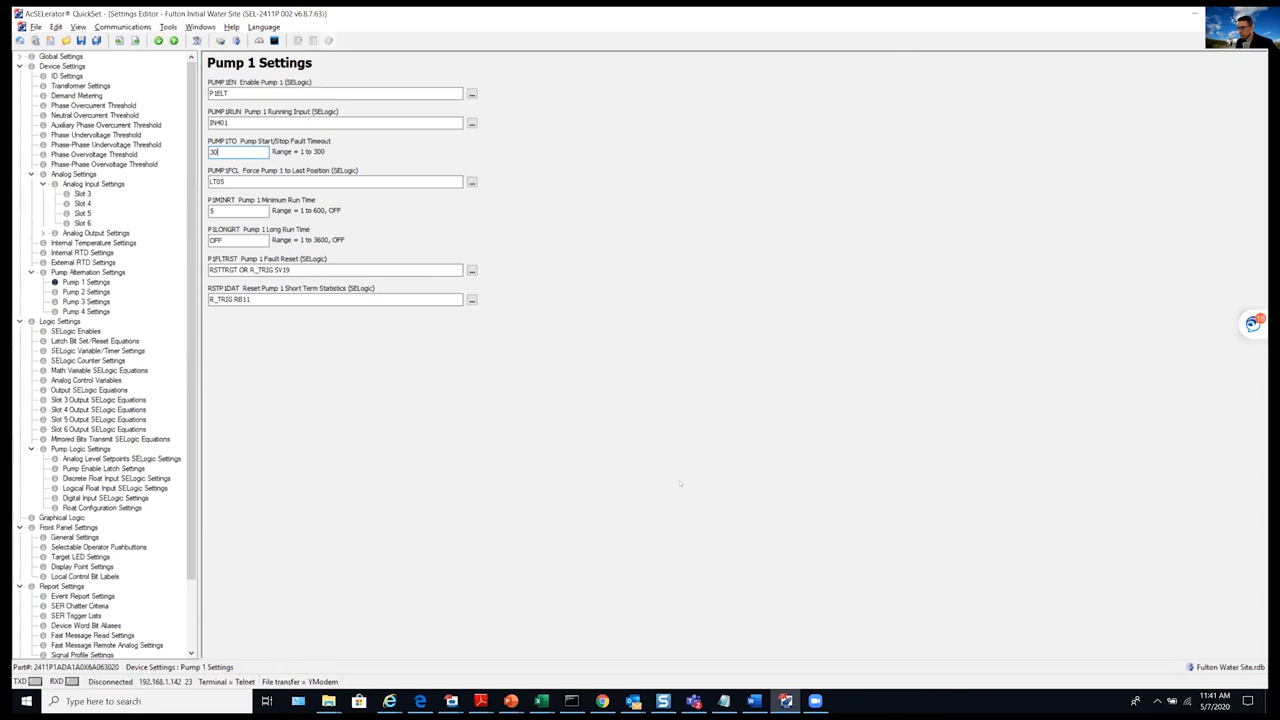 AcSELerator® QuickSet - [Settings Editor - Fulton Initial Water Site (SEL-2411P 002 v6.8.7.63)]
File Edit View Communications Tools Windows Help Language
Global Settings
Device Settings
ID Settings
Transformer Settings
Demand Metering
Phase Overcurrent Threshold
Neutral Overcurrent Threshold
Auxiliary Phase Overcurrent Threshold
Phase Undervoltage Threshold
Phase-Phase Undervoltage Threshold
Phase Overvoltage Threshold
Phase-Phase Overvoltage Threshold
Analog Settings
Analog Input Settings
Slot 3
Slot 4
Slot 5
Slot 6
Analog Output Settings
Internal Temperature Settings
Internal RTD Settings
External RTD Settings
Pump Alternation Settings
Pump 1 Settings
Pump 2 Settings
Pump 3 Settings
Pump 4 Settings
Logic Settings
SELogic Enables
Latch Bit Set/Reset Equations
SELogic Variable/Timer Settings
SELogic Counter Settings
Math Variable SELogic Equations
Analog Control Variables
Output SELogic Equations
Slot 3 Output SELogic Equations
Slot 4 Output SELogic Equations
Slot 5 Output SELogic Equations
Slot 6 Output SELogic Equations
Mirrored Bits Transmit SELogic Equations
Pump Logic Settings
Analog Level Setpoints SELogic Settings
Pump Enable Latch Settings
Discrete Float Input SELogic Settings
Logical Float Input SELogic Settings
Digital Input SELogic Settings
Float Configuration Settings
Graphical Logic
Front Panel Settings
General Settings
Selectable Operator Pushbuttons
Target LED Settings
Display Point Settings
Local Control Bit Labels
Report Settings
Event Report Settings
SER Chatter Criteria
SER Trigger Lists
Device Word Bit Aliases
Fast Message Read Settings
Fast Message Remote Analog Settings
Signal Profile Settings
Pump 1 Settings
PUMP1EN Enable Pump 1 (SELogic)
P1ELT
...
PUMP1RUN Pump 1 Running Input (SELogic)
IN401
...
PUMP1TO Pump Start/Stop Fault Timeout
30 Range = 1 to 300
PUMP1FCL Force Pump 1 to Last Position (SELogic)
LT05
...
P1MINRT Pump 1 Minimum Run Time
5 Range = 1 to 600, OFF
P1LONGRT Pump 1 Long Run Time
OFF Range = 1 to 3600, OFF
P1FLTRST Pump 1 Fault Reset (SELogic)
RSTTRGT OR R_TRIG SV19
...
RSTP1DAT Reset Pump 1 Short Term Statistics (SELogic)
R_TRIG RB11
...
Part#: 2411P1ADA1A0X6A063020 Device Settings : Pump 1 Settings
Fulton Water Site.rdb
TXD RXD Disconnected 192.168.1.142 23 Terminal = Telnet File transfer = YModem
Type here to search
11:41 AM
5/7/2020